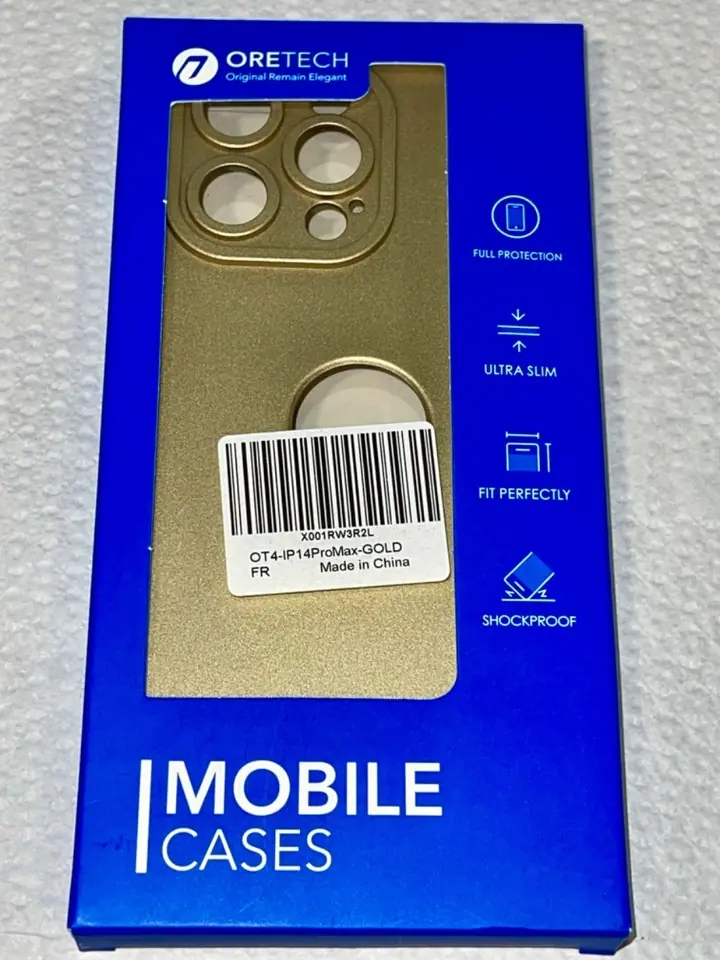 ORETECH
Original Remain Elegant
FULL PROTECTION
ULTRA SLIM
FIT PERFECTLY
SHOCKPROOF
X001RW3R2L
OT4-IP14ProMax-GOLD
FR Made in China
MOBILE
CASES